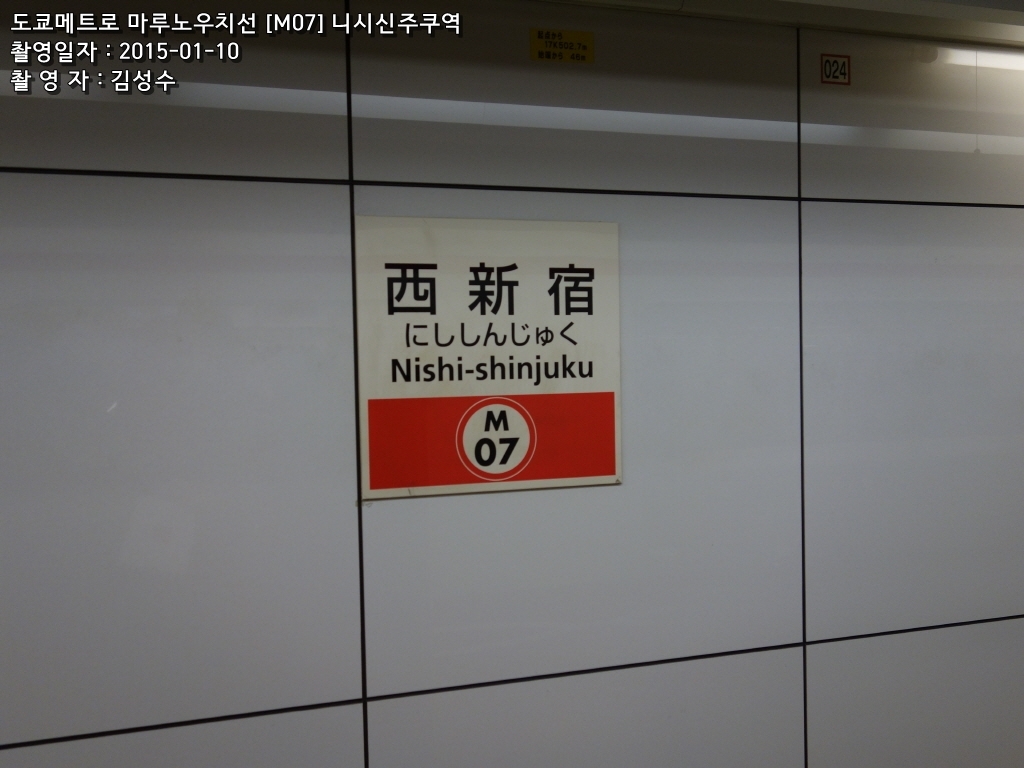 도쿄메트로 마루노우치선 [M07] 니시신주쿠역
촬영일자 : 2015-01-10
촬 영 자 : 김성수
024
西新宿
にししんじゅく
Nishi-shinjuku
M
07